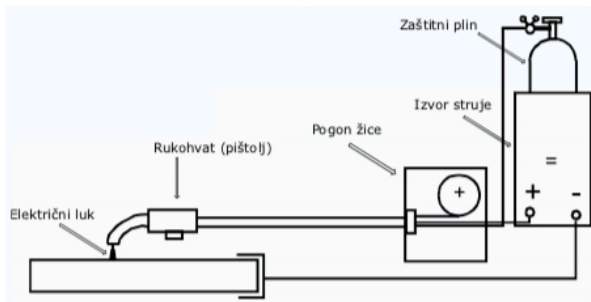 Zaštitni plin
Izvor struje
Pogon žice
Rukohvat (pištolj)
Električni luk
=
+
+ -